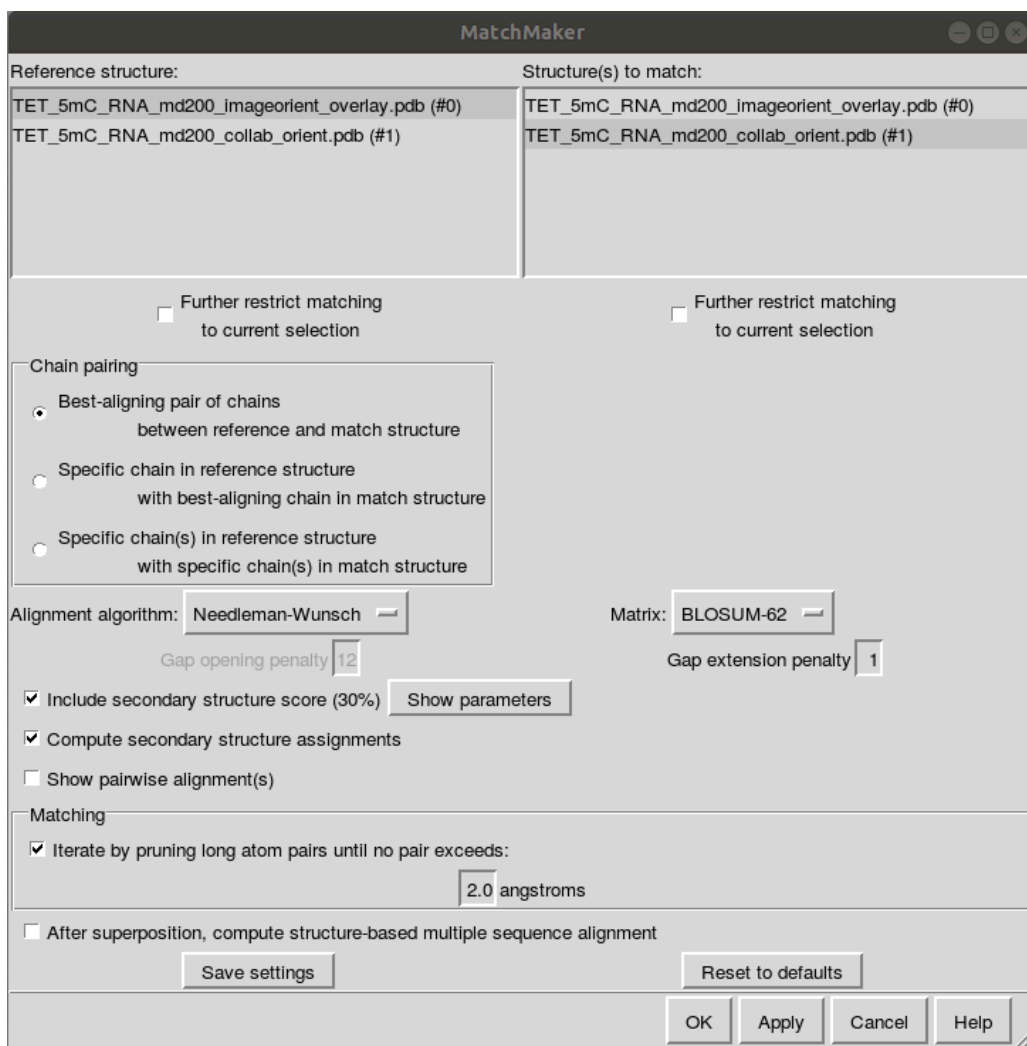 MatchMaker
Reference structure:
Structure(s) to match:
TET_5mC_RNA_md200_imageorient_overlay.pdb (#0)
TET_5mC_RNA_md200_collab_orient.pdb (#1)
TET_5mC_RNA_md200_imageorient_overlay.pdb (#0)
TET_5mC_RNA_md200_collab_orient.pdb (#1)
Further restrict matching
to current selection
Further restrict matching
to current selection
Chain pairing
Best-aligning pair of chains
between reference and match structure
Specific chain in reference structure
with best-aligning chain in match structure
Specific chain(s) in reference structure
with specific chain(s) in match structure
Alignment algorithm: Needleman-Wunsch
Matrix: BLOSUM-62
Gap opening penalty 12
Gap extension penalty 1
Include secondary structure score (30%) Show parameters
Compute secondary structure assignments
Show pairwise alignment(s)
Matching
Iterate by pruning long atom pairs until no pair exceeds:
2.0 angstroms
After superposition, compute structure-based multiple sequence alignment
Save settings
Reset to defaults
OK
Apply
Cancel
Help